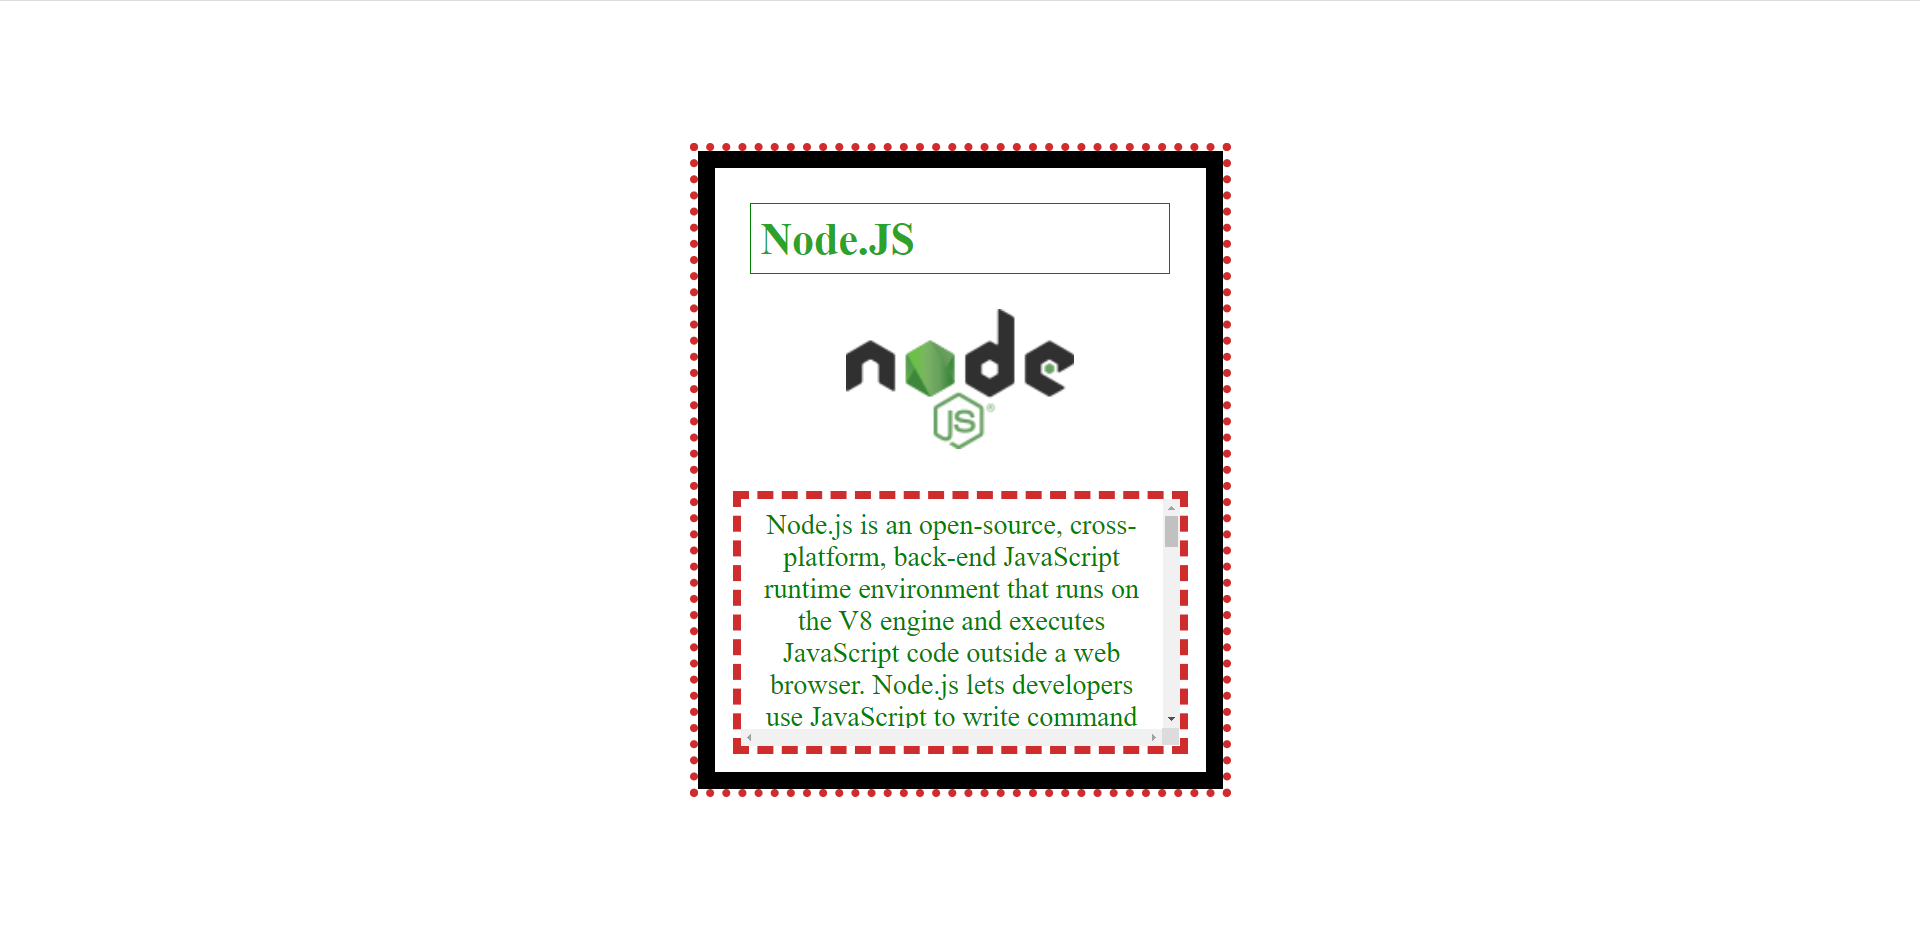 Node.JS
node
JS®
Node.js is an open-source, cross-
platform, back-end JavaScript
runtime environment that runs on
the V8 engine and executes
JavaScript code outside a web
browser. Node.js lets developers
use JavaScript to write command